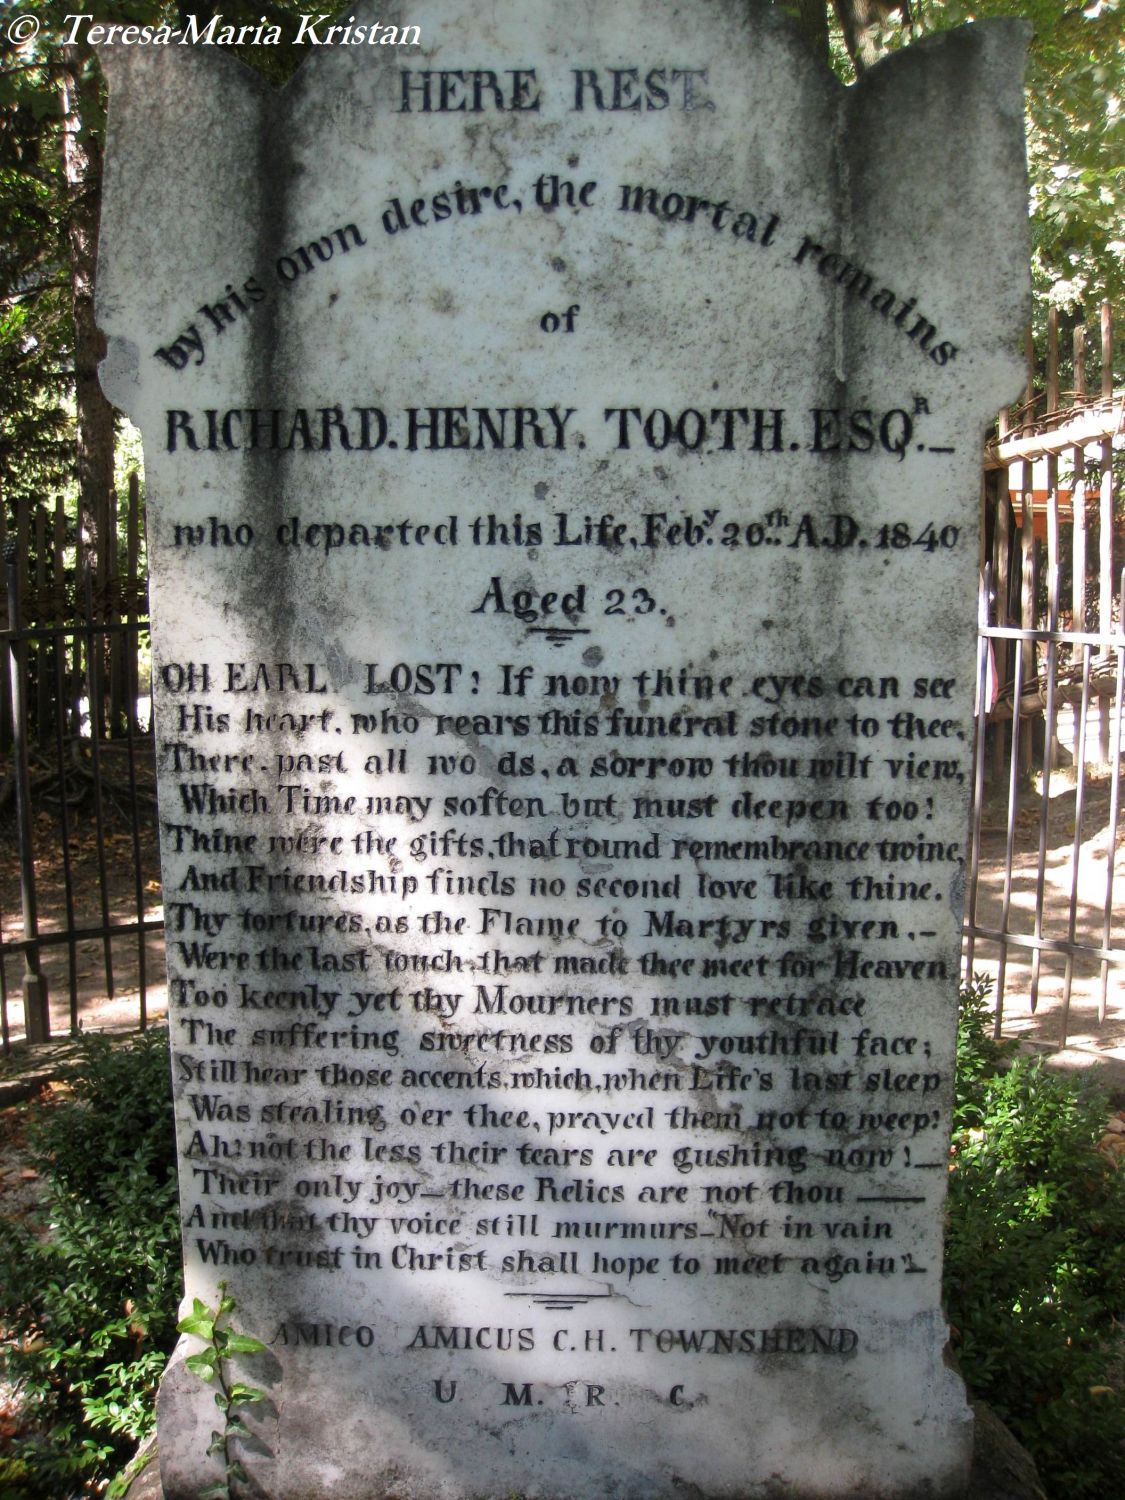 © Teresa-Maria Kristan
HERE REST
by his own desire, the mortal remains
of
RICHARD. HENRY. TOOTH. ESQR. _
who departed this Life, Feby. 20th. A.D. 1840
Aged 23.
OH EARL LOST! If now thine eyes can see
His heart, who rears this funeral stone to thee,
There, past all wo ds, a sorrow thou wilt view,
Which Time may soften but must deepen too!
Thine were the gifts, that round remembrance twine,
And Friendship finds no second love like thine.
Thy tortures, as the Flame to Martyrs given, –
Were the last touch, that made thee meet for Heaven
Too keenly yet thy Mourners must retrace
The suffering sweetness of thy youthful face;
Still hear those accents, which, when Life's last sleep
Was stealing o'er thee, prayed them not to weep!
Ah! not the less their tears are gushing now! _
Their only joy — these Relics are not thou —
And that thy voice still murmurs – "Not in vain
Who trust in Christ shall hope to meet again" –
AMICO AMICUS C. H. TOWNSHEND
U M. R. C.